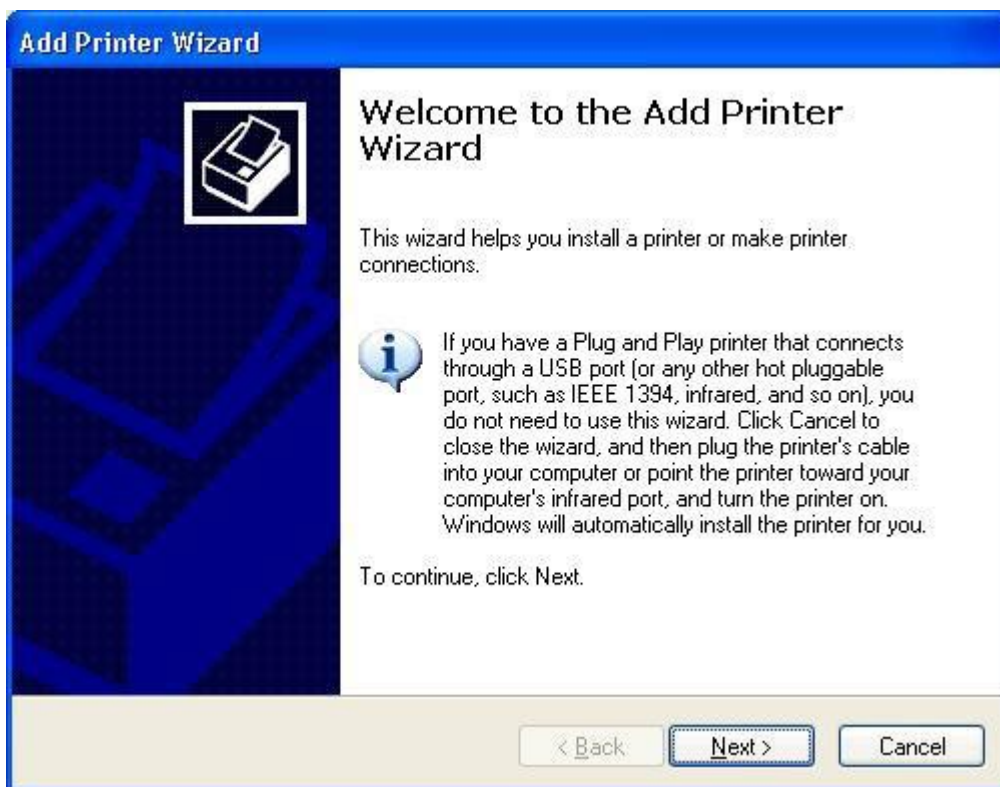 Add Printer Wizard
Welcome to the Add Printer
Wizard
This wizard helps you install a printer or make printer
connections.
If you have a Plug and Play printer that connects
through a USB port (or any other hot pluggable
port, such as IEEE 1394, infrared, and so on), you
do not need to use this wizard. Click Cancel to
close the wizard, and then plug the printer's cable
into your computer or point the printer toward your
computer's infrared port, and turn the printer on.
Windows will automatically install the printer for you.
To continue, click Next.
< Back Next > Cancel